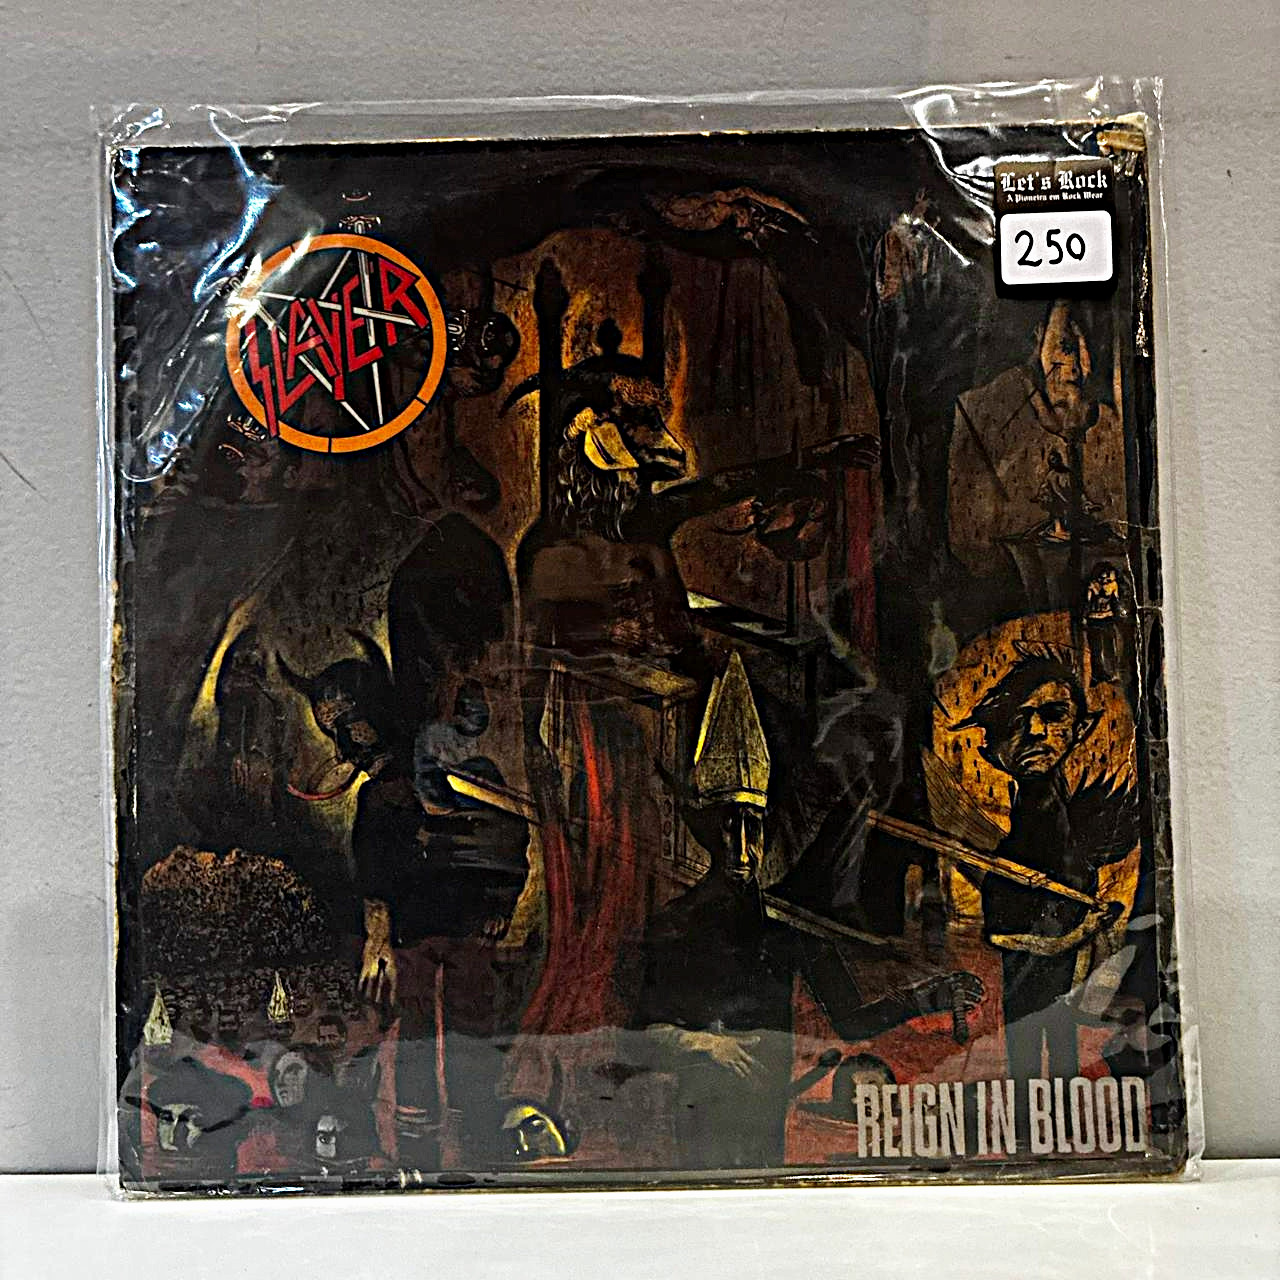 Let's Rock
A Pioneira em Rock Wear
250
SLAYER
REIGN IN BLOOD